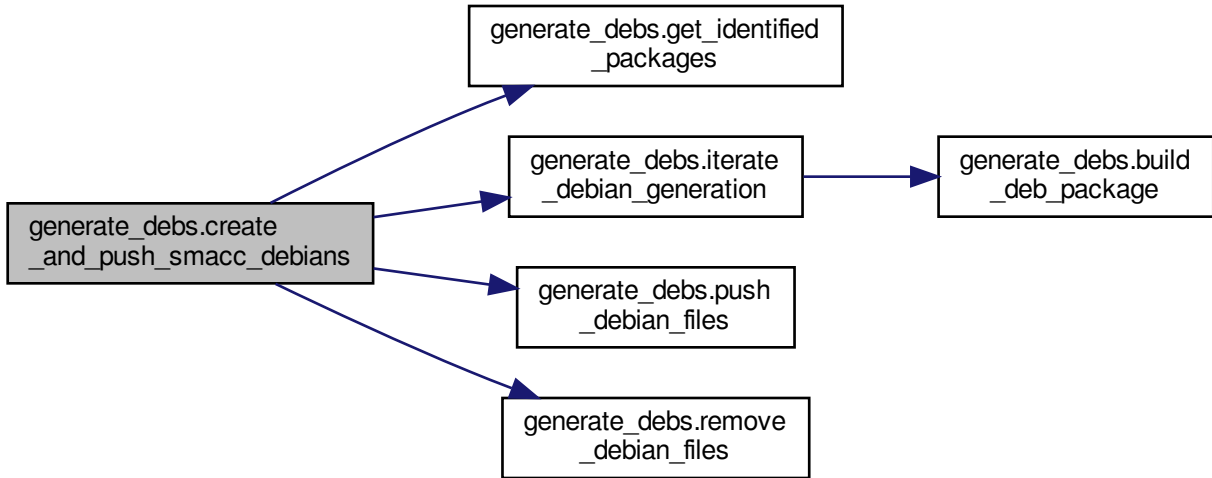 generate_debs.get_identified
_packages
generate_debs.iterate
_debian_generation
generate_debs.build
_deb_package
generate_debs.create
_and_push_smacc_debians
generate_debs.push
_debian_files
generate_debs.remove
_debian_files